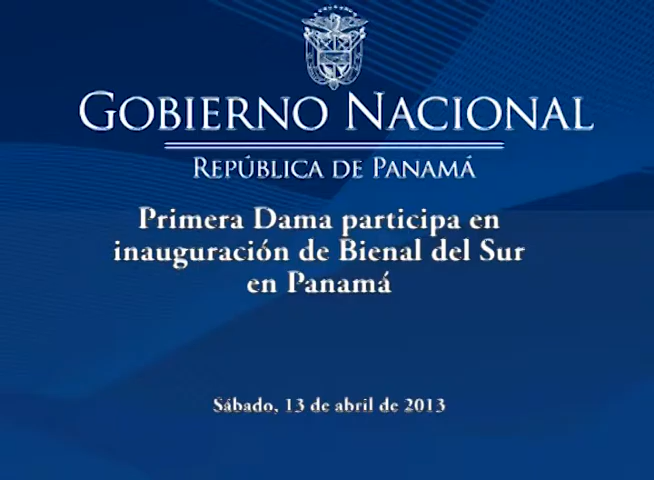 GOBIERNO NACIONAL
REPÚBLICA DE PANAMÁ
Primera Dama participa en
inauguración de Bienal del Sur
en Panamá
Sábado, 13 de abril de 2013